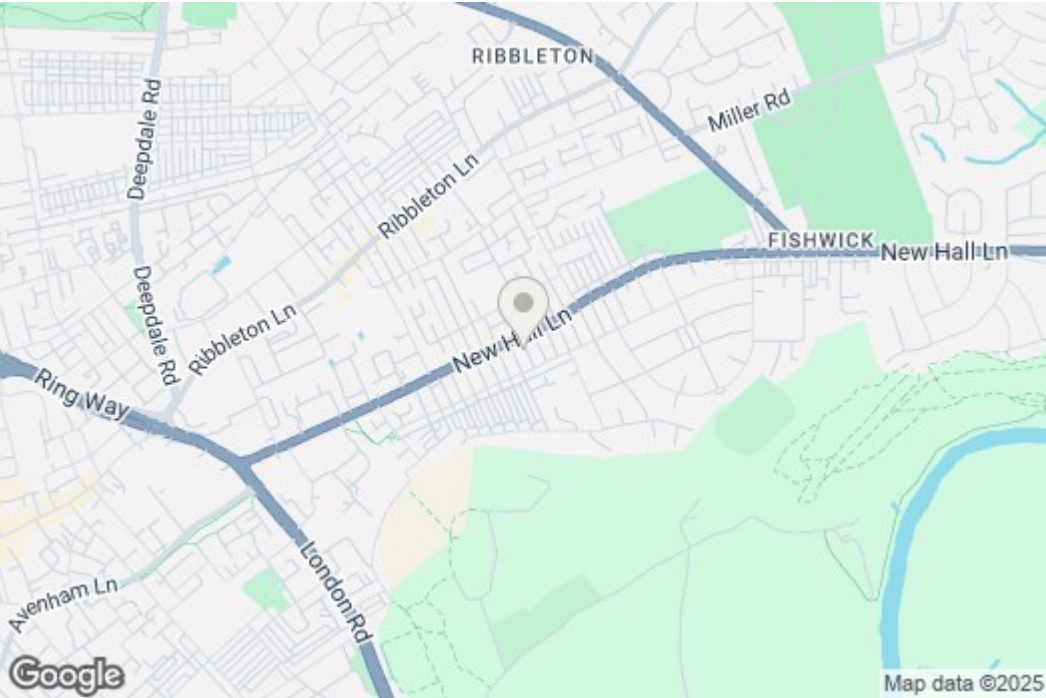 RIBBLETON
Miller Rd
Deepdale Rd
Ribbleton Ln
FISHWICK
New Hall Ln
Deepdale Rd
Ribbleton Ln
New Hall Ln
Ring Way
London Rd
Avenham Ln
Google
Map data ©2025